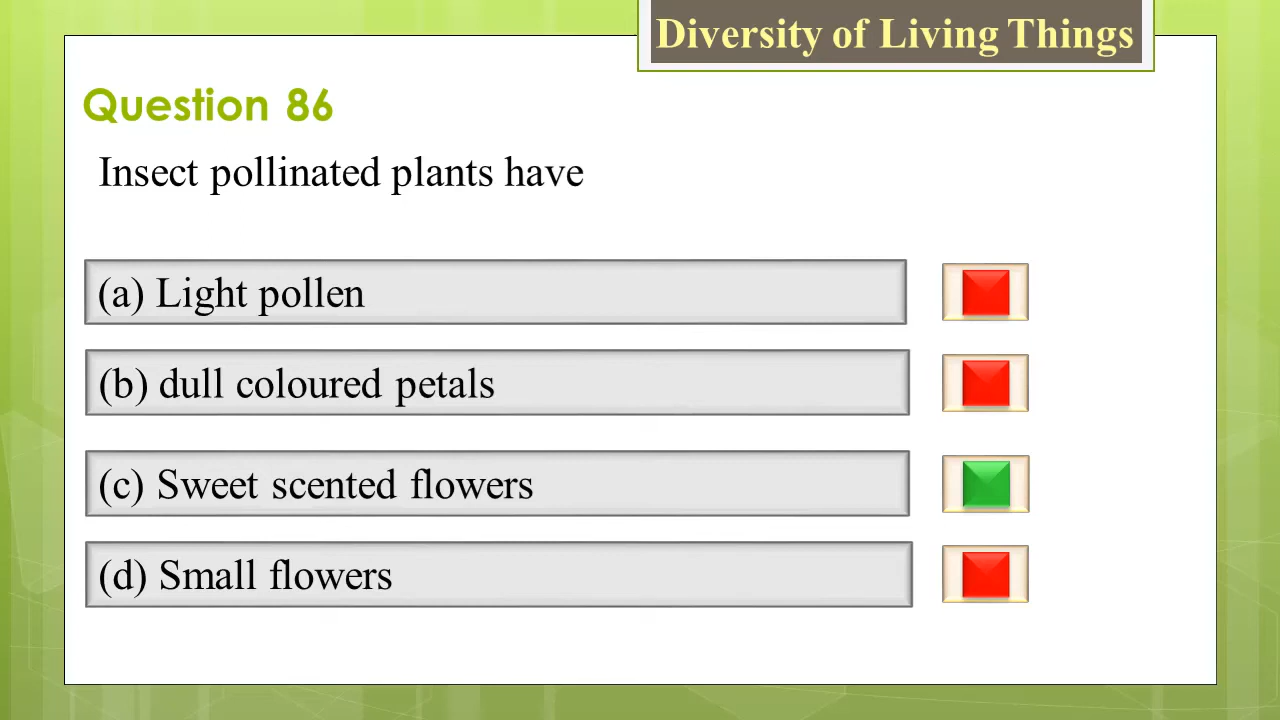 Diversity of Living Things
Question 86
Insect pollinated plants have
(a) Light pollen
(b) dull coloured petals
(c) Sweet scented flowers
(d) Small flowers